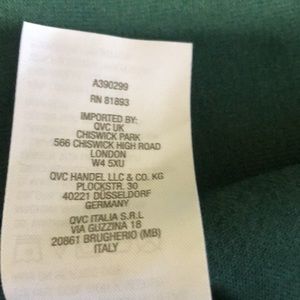 A390299
RN 81893
IMPORTED BY:
QVC UK
CHISWICK PARK
566 CHISWICK HIGH ROAD
LONDON
W4 5XU
QVC HANDEL LLC & CO. KG
PLOCKSTR. 30
40221 DÜSSELDORF
GERMANY
QVC ITALIA S.R.L
VIA GUZZINA 18
20861 BRUGHERIO (MB)
ITALY